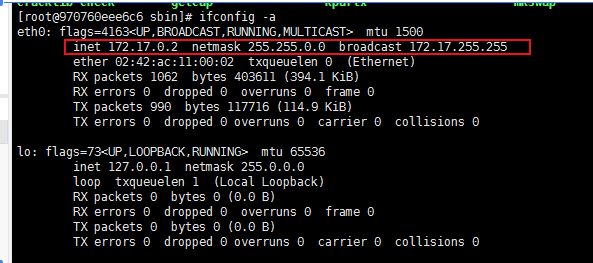 cracklib-check getcap kpartx mkswap
[root@970760eee6c6 sbin]# ifconfig -a
eth0: flags=4163<UP,BROADCAST,RUNNING,MULTICAST>  mtu 1500
        inet 172.17.0.2  netmask 255.255.0.0  broadcast 172.17.255.255
        ether 02:42:ac:11:00:02  txqueuelen 0  (Ethernet)
        RX packets 1062  bytes 403611 (394.1 KiB)
        RX errors 0  dropped 0  overruns 0  frame 0
        TX packets 990  bytes 117716 (114.9 KiB)
        TX errors 0  dropped 0 overruns 0  carrier 0  collisions 0
lo: flags=73<UP,LOOPBACK,RUNNING>  mtu 65536
        inet 127.0.0.1  netmask 255.0.0.0
        loop  txqueuelen 1  (Local Loopback)
        RX packets 0  bytes 0 (0.0 B)
        RX errors 0  dropped 0  overruns 0  frame 0
        TX packets 0  bytes 0 (0.0 B)
        TX errors 0  dropped 0 overruns 0  carrier 0  collisions 0